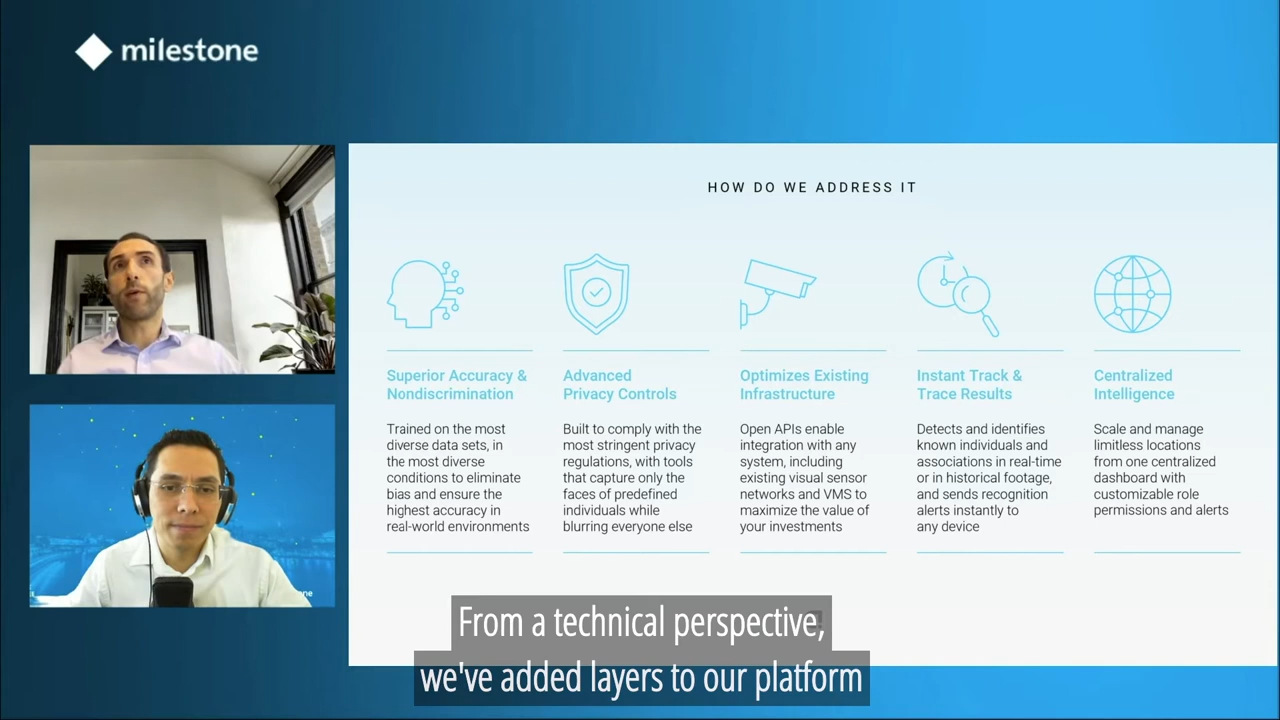 milestone
HOW DO WE ADDRESS IT
Superior Accuracy &
Nondiscrimination
Trained on the most
diverse data sets, in
the most diverse
conditions to eliminate
bias and ensure the
highest accuracy in
real-world environments
Advanced
Privacy Controls
Built to comply with the
most stringent privacy
regulations, with tools
that capture only the
faces of predefined
individuals while
blurring everyone else
Optimizes Existing
Infrastructure
Open APIs enable
integration with any
system, including
existing visual sensor
networks and VMS to
maximize the value of
your investments
Instant Track &
Trace Results
Detects and identifies
known individuals and
associations in real-time
or in historical footage,
and sends recognition
alerts instantly to
any device
Centralized
Intelligence
Scale and manage
limitless locations
from one centralized
dashboard with
customizable role
permissions and alerts
one
From a technical perspective,
we've added layers to our platform